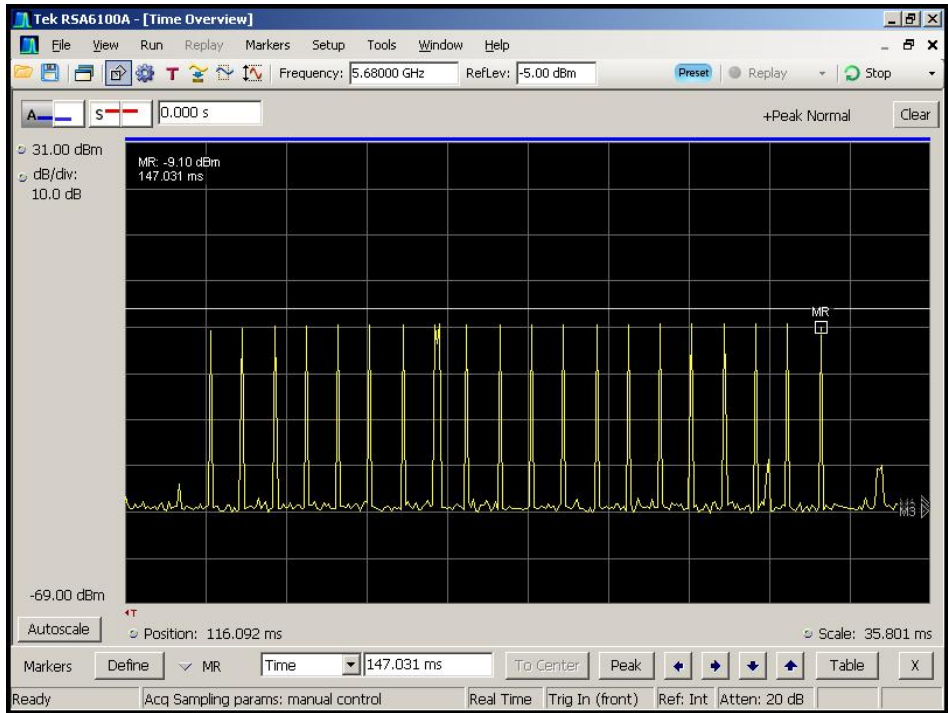 Tek RSA6100A - [Time Overview]
File View Run Replay Markers Setup Tools Window Help
T Frequency: 5.68000 GHz RefLev: -5.00 dBm Preset Replay Stop
A S 0.000 s +Peak Normal Clear
31.00 dBm
dB/div:
10.0 dB
MR: -9.10 dBm
147.031 ms
MR
M3
-69.00 dBm
T
Autoscale Position: 116.092 ms Scale: 35.801 ms
Markers Define MR Time 147.031 ms To Center Peak Table X
Ready Acq Sampling params: manual control Real Time Trig In (front) Ref: Int Atten: 20 dB